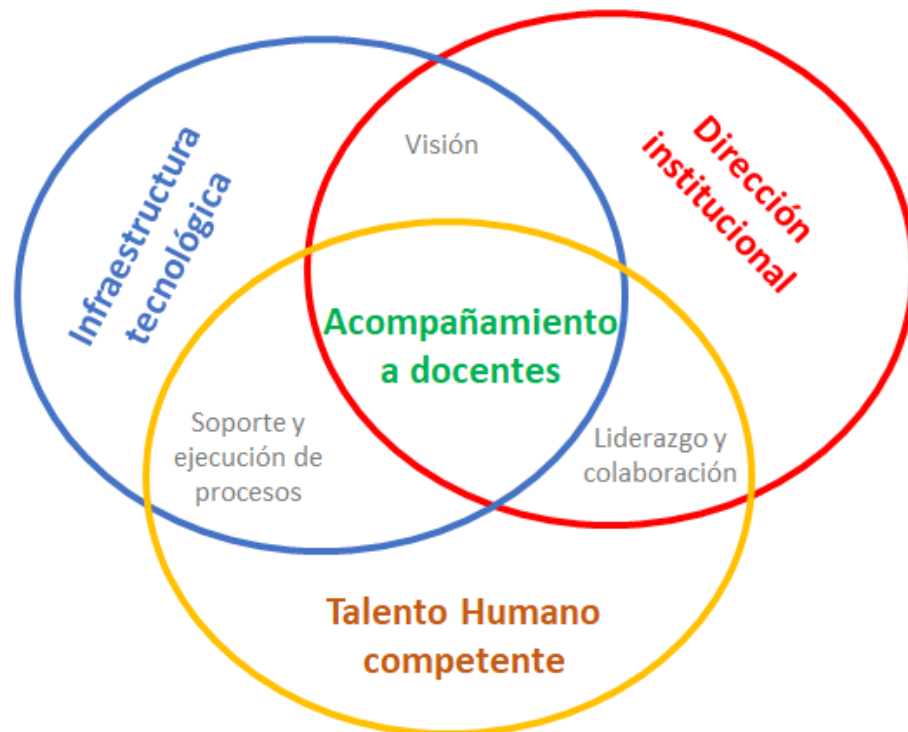 Visión
Infraestructura
tecnológica
Dirección
institucional
Acompañamiento
a docentes
Soporte y
ejecución de
procesos
Liderazgo y
colaboración
Talento Humano
competente